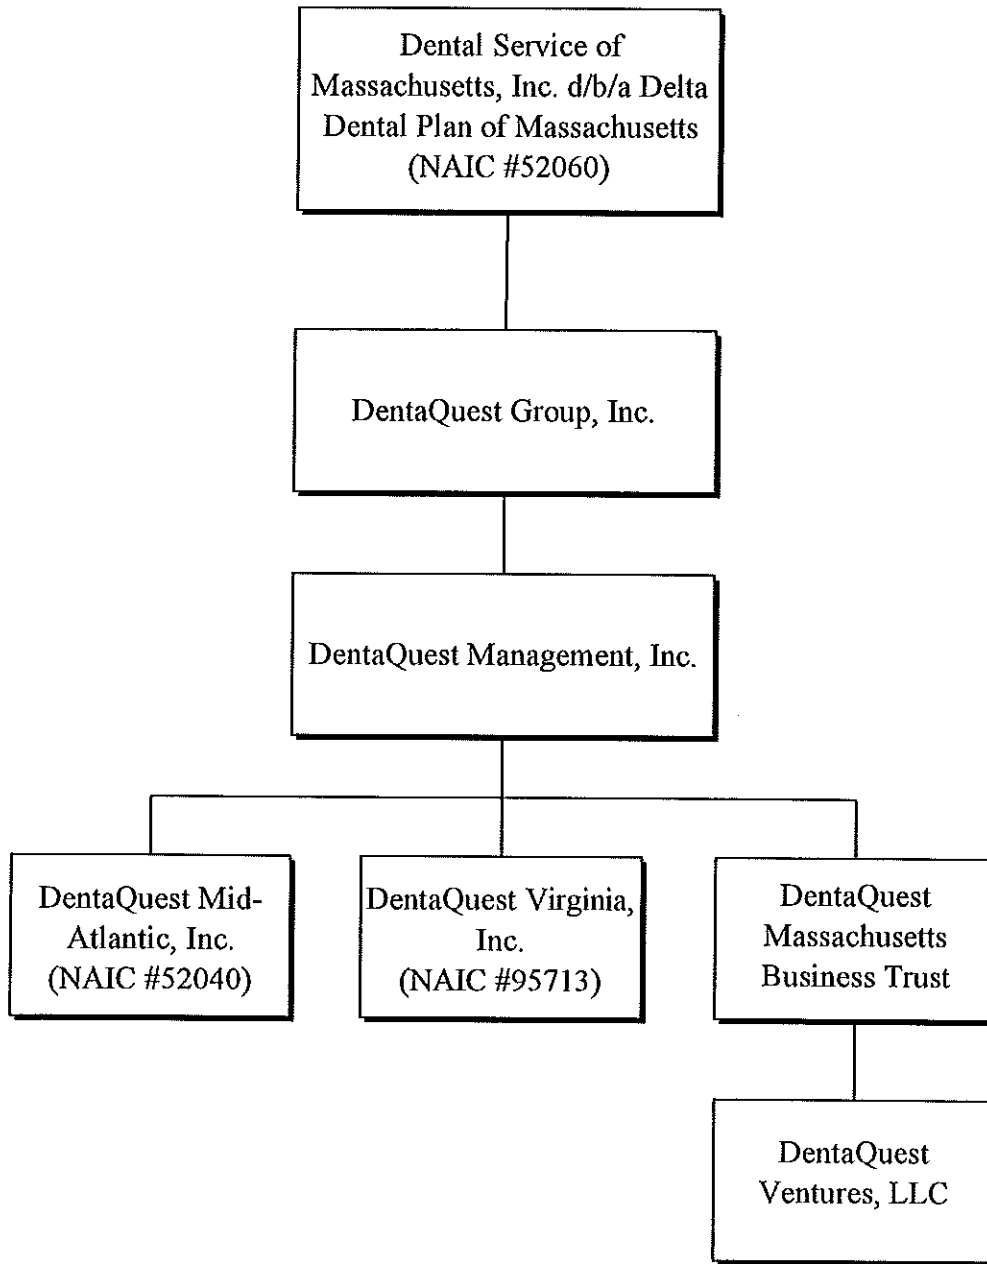 Dental Service of
Massachusetts, Inc. d/b/a Delta
Dental Plan of Massachusetts
(NAIC #52060)
DentaQuest Group, Inc.
DentaQuest Management, Inc.
DentaQuest Mid-
Atlantic, Inc.
(NAIC #52040)
DentaQuest Virginia,
Inc.
(NAIC #95713)
DentaQuest
Massachusetts
Business Trust
DentaQuest
Ventures, LLC